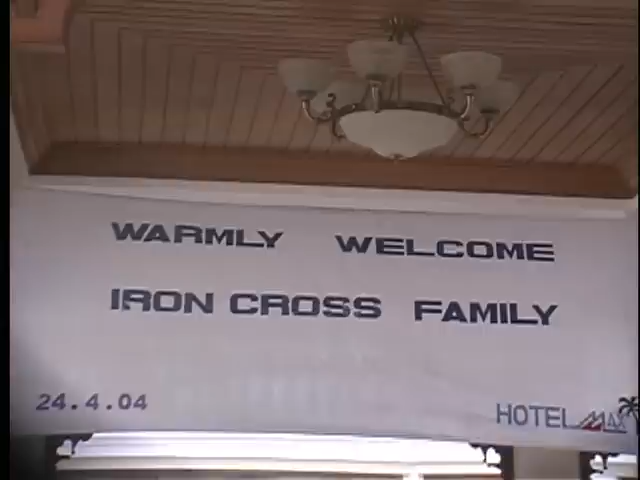 WARMLY WELCOME
IRON CROSS FAMILY
24.4.04
HOTEL MAX